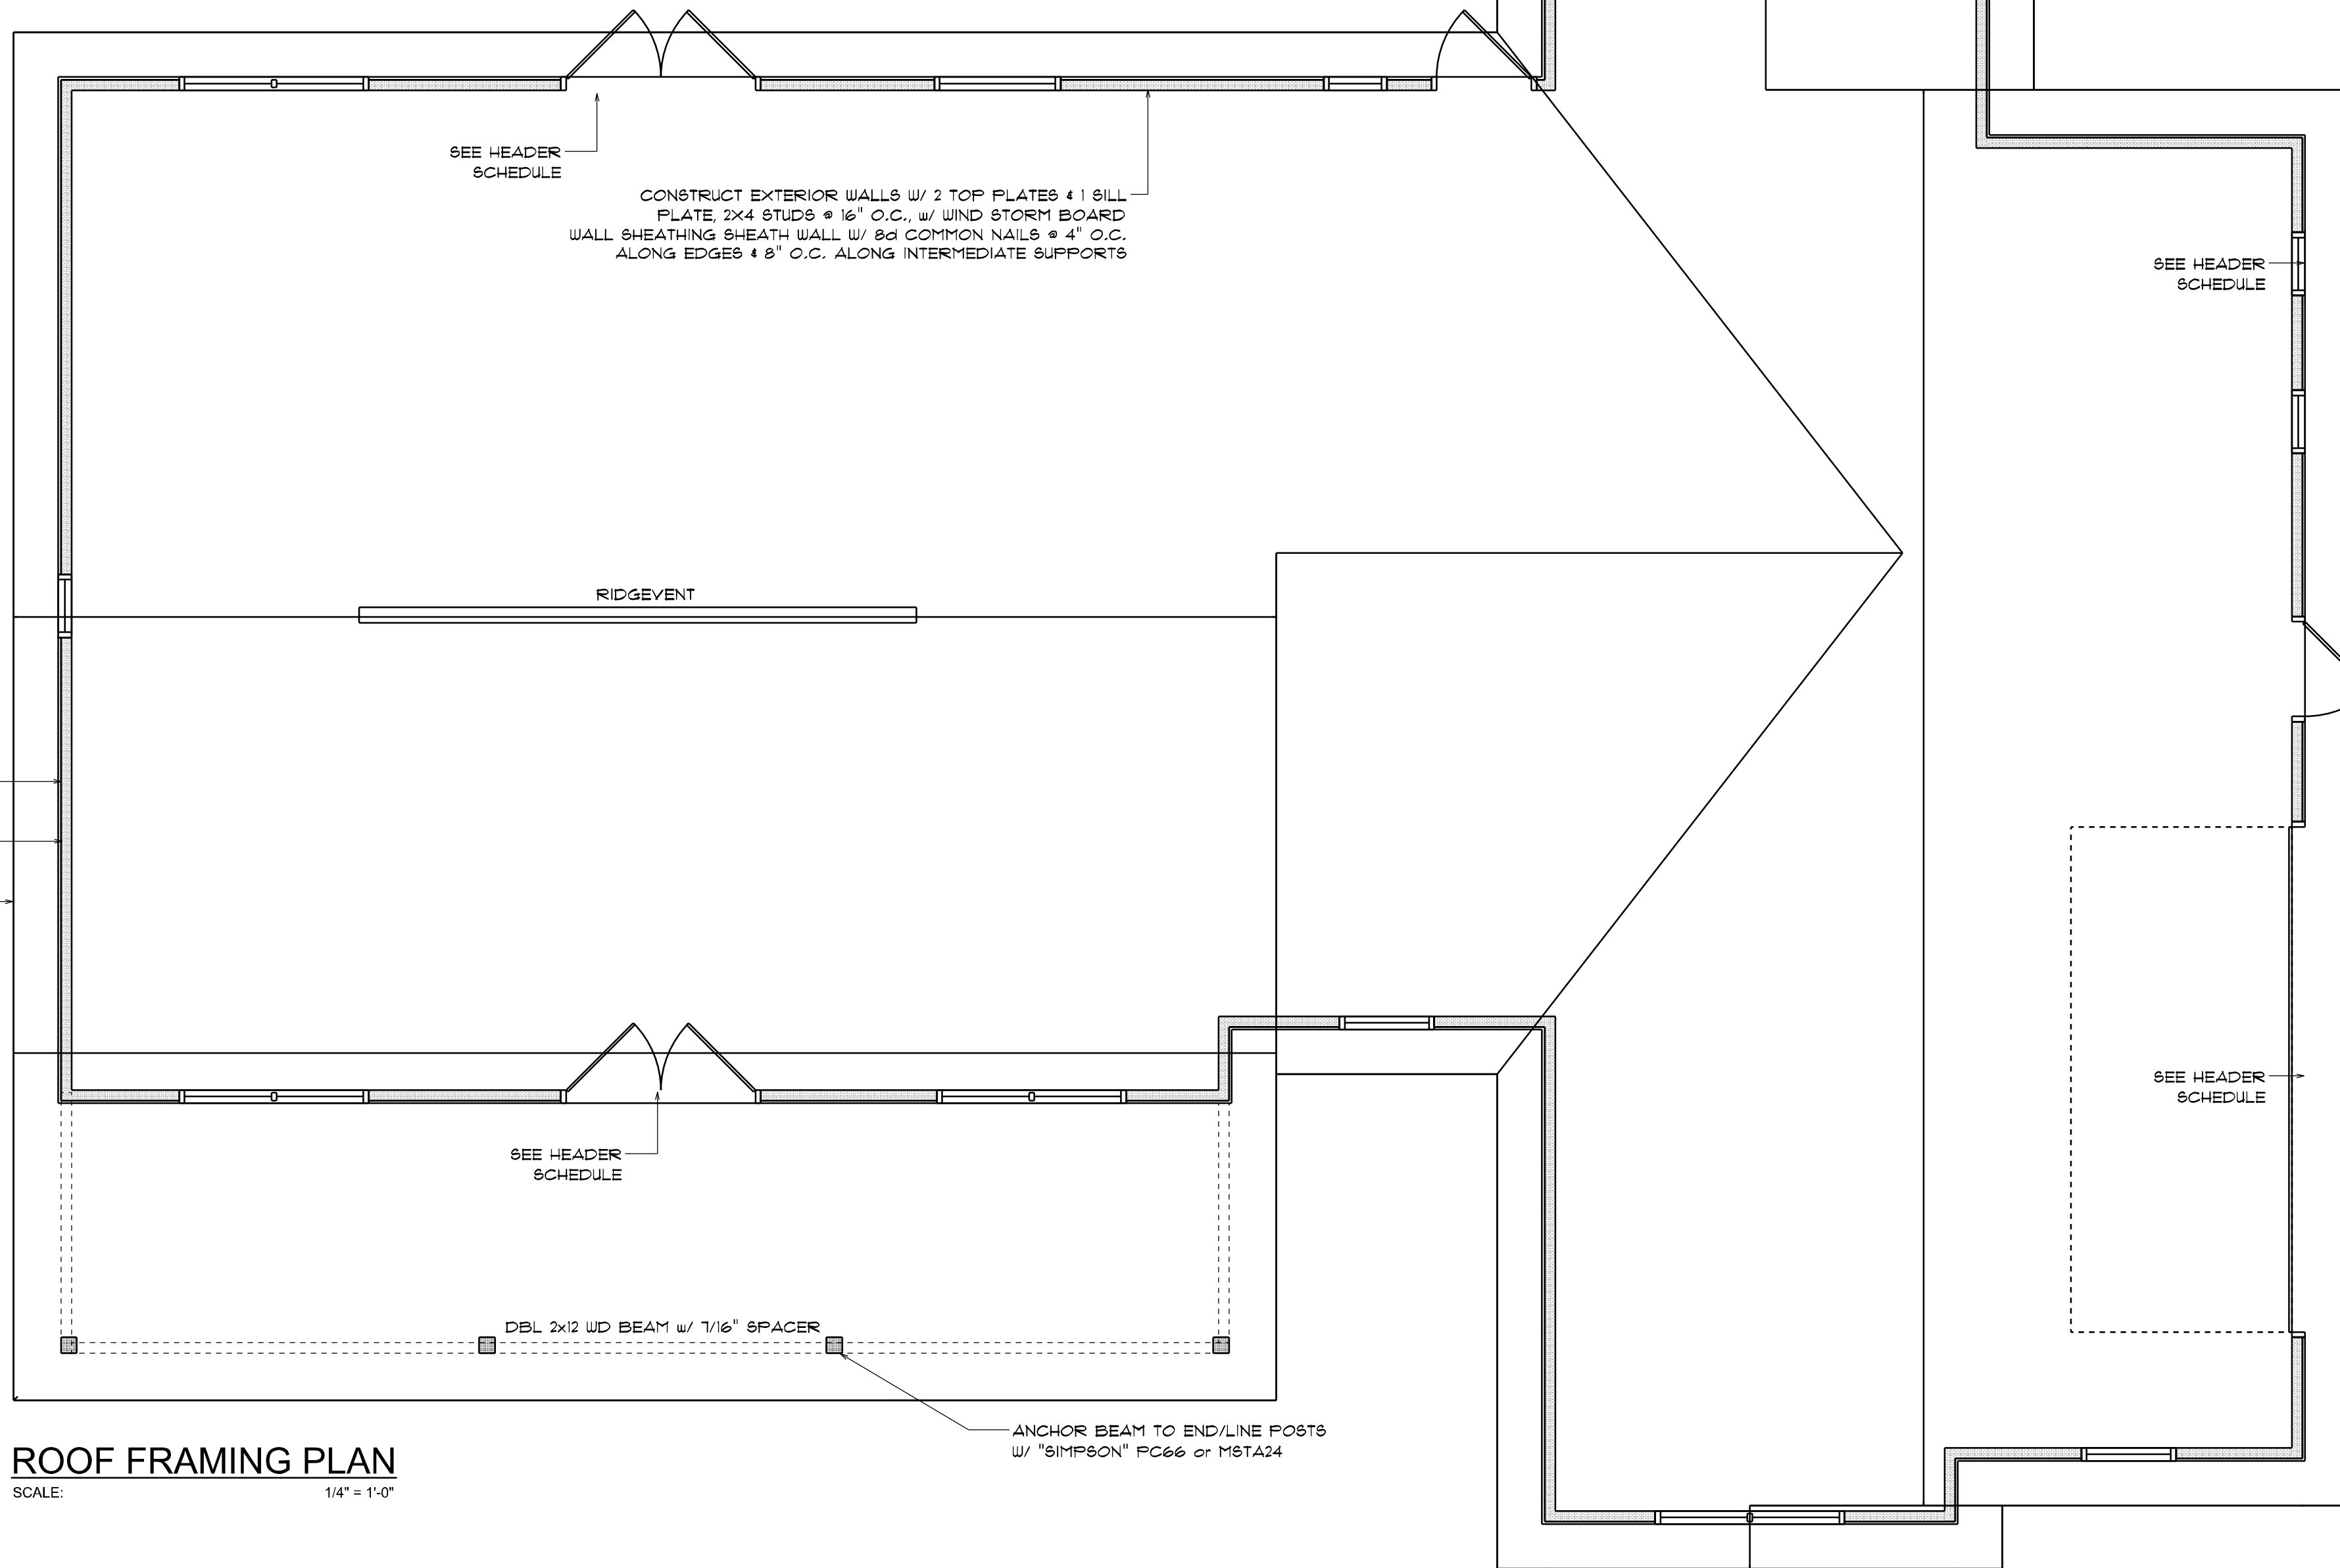 SEE HEADER
SCHEDULE
CONSTRUCT EXTERIOR WALLS W/ 2 TOP PLATES & 1 SILL
PLATE, 2X4 STUDS @ 16" O.C., w/ WIND STORM BOARD
WALL SHEATHING SHEATH WALL W/ 8d COMMON NAILS @ 4" O.C.
ALONG EDGES & 8" O.C. ALONG INTERMEDIATE SUPPORTS
SEE HEADER
SCHEDULE
RIDGEVENT
SEE HEADER
SCHEDULE
SEE HEADER
SCHEDULE
DBL 2x12 WD BEAM w/ 7/16" SPACER
ANCHOR BEAM TO END/LINE POSTS
W/ "SIMPSON" PC66 or MSTA24
ROOF FRAMING PLAN
SCALE: 1/4" = 1'-0"